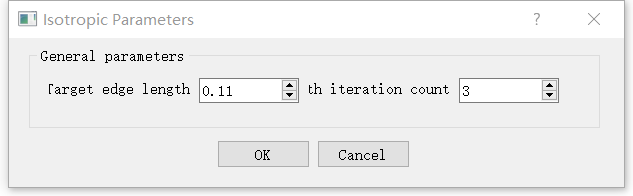 Isotropic Parameters ?
General parameters
Target edge length 0.11 th iteration count 3
OK Cancel